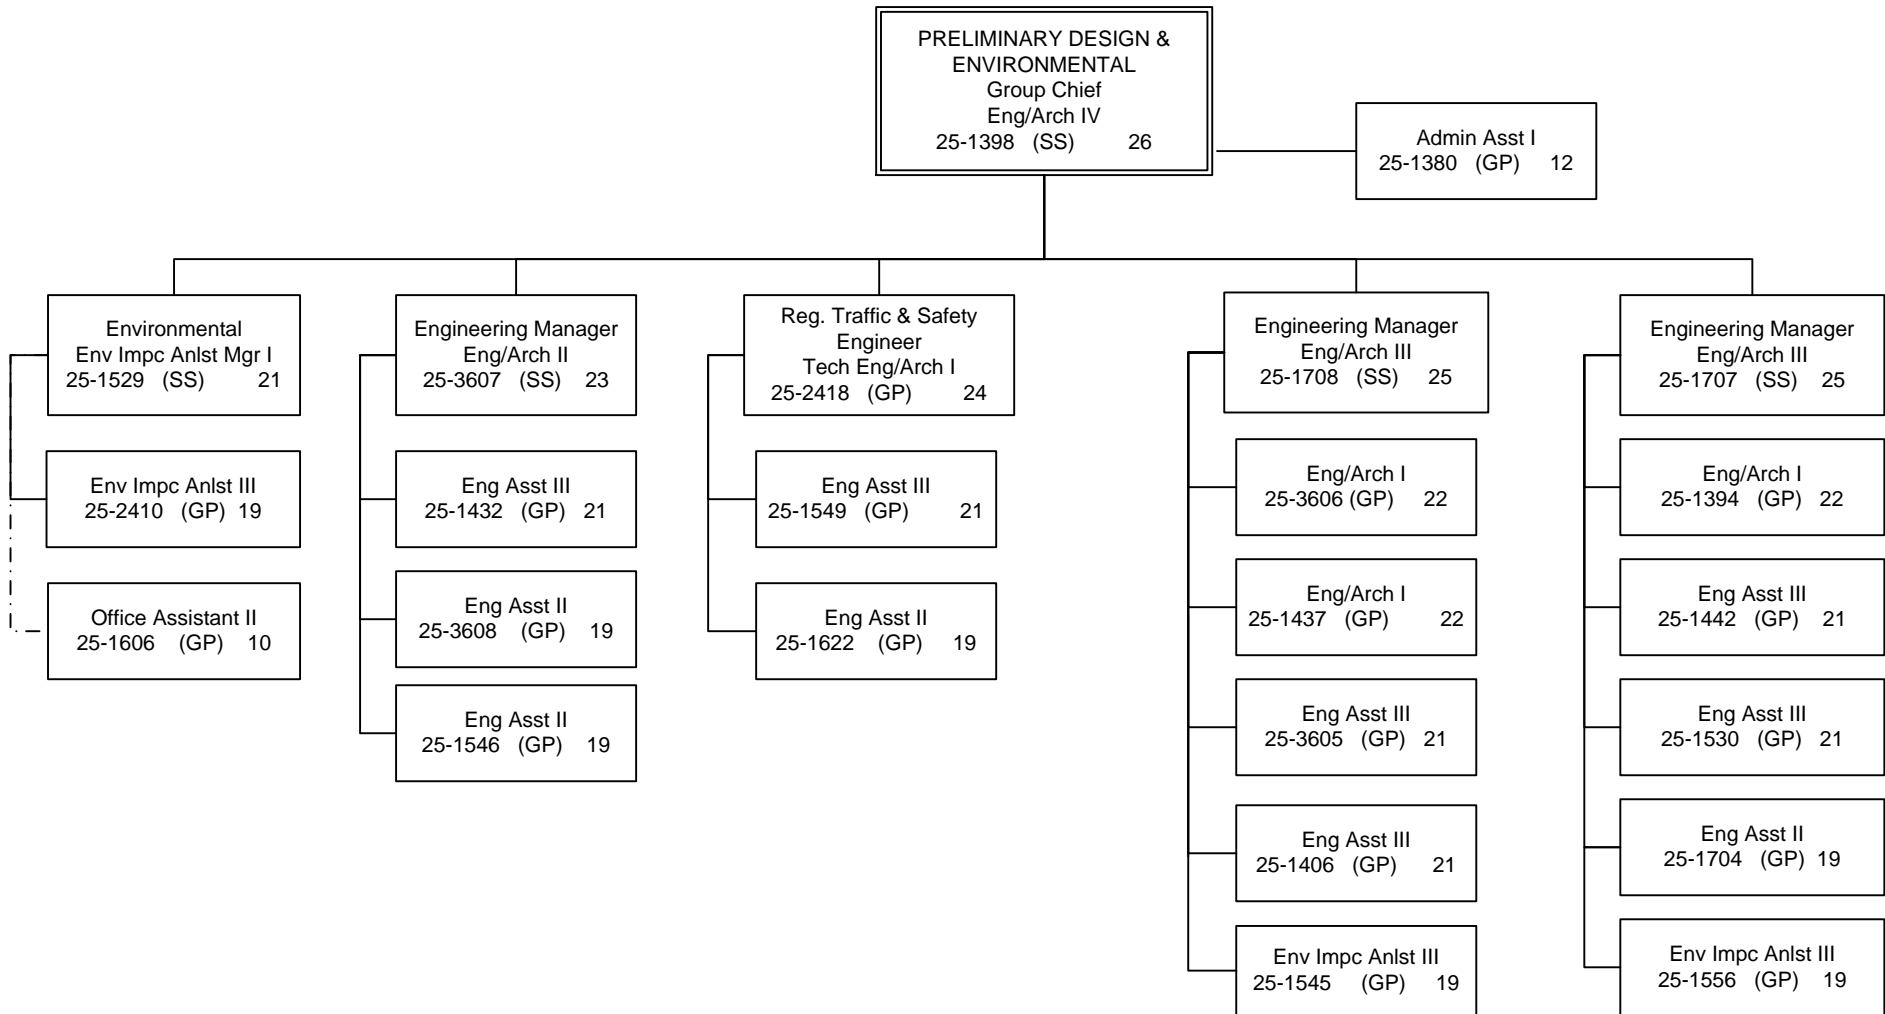 PRELIMINARY DESIGN &
ENVIRONMENTAL
Group Chief
Eng/Arch IV
25-1398 (SS) 26
Admin Asst I
25-1380 (GP) 12
Environmental
Env Impc Anlst Mgr I
25-1529 (SS) 21
Env Impc Anlst III
25-2410 (GP) 19
Office Assistant II
25-1606 (GP) 10
Engineering Manager
Eng/Arch II
25-3607 (SS) 23
Eng Asst III
25-1432 (GP) 21
Eng Asst II
25-3608 (GP) 19
Eng Asst II
25-1546 (GP) 19
Reg. Traffic & Safety
Engineer
Tech Eng/Arch I
25-2418 (GP) 24
Eng Asst III
25-1549 (GP) 21
Eng Asst II
25-1622 (GP) 19
Engineering Manager
Eng/Arch III
25-1708 (SS) 25
Eng/Arch I
25-3606 (GP) 22
Eng/Arch I
25-1437 (GP) 22
Eng Asst III
25-3605 (GP) 21
Eng Asst III
25-1406 (GP) 21
Env Impc Anlst III
25-1545 (GP) 19
Engineering Manager
Eng/Arch III
25-1707 (SS) 25
Eng/Arch I
25-1394 (GP) 22
Eng Asst III
25-1442 (GP) 21
Eng Asst III
25-1530 (GP) 21
Eng Asst II
25-1704 (GP) 19
Env Impc Anlst III
25-1556 (GP) 19